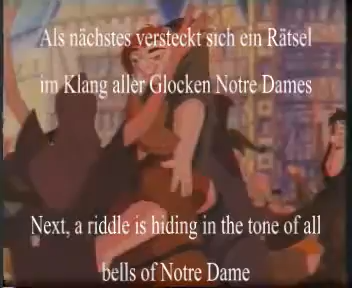 Als nächstes versteckt sich ein Rätsel
im Klang aller Glocken Notre Dames
Next, a riddle is hiding in the tone of all
bells of Notre Dame